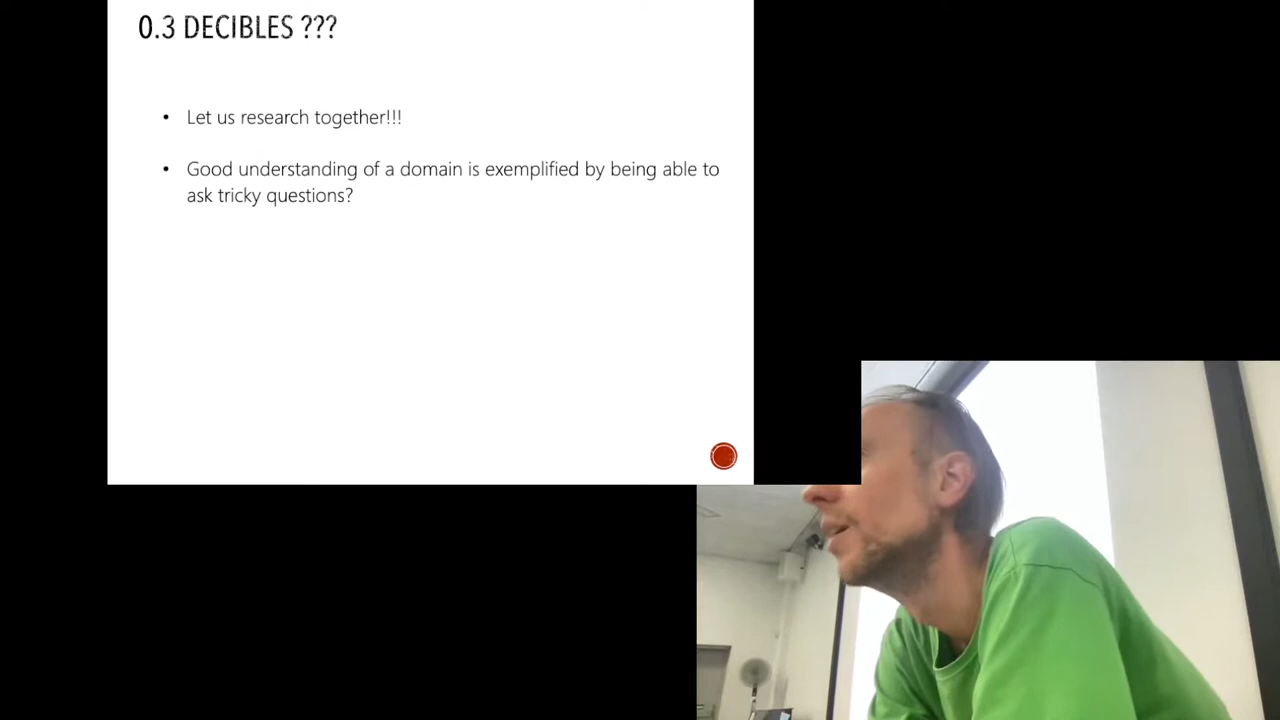 0.3 DECIBLES ???
• Let us research together!!!
• Good understanding of a domain is exemplified by being able to
ask tricky questions?